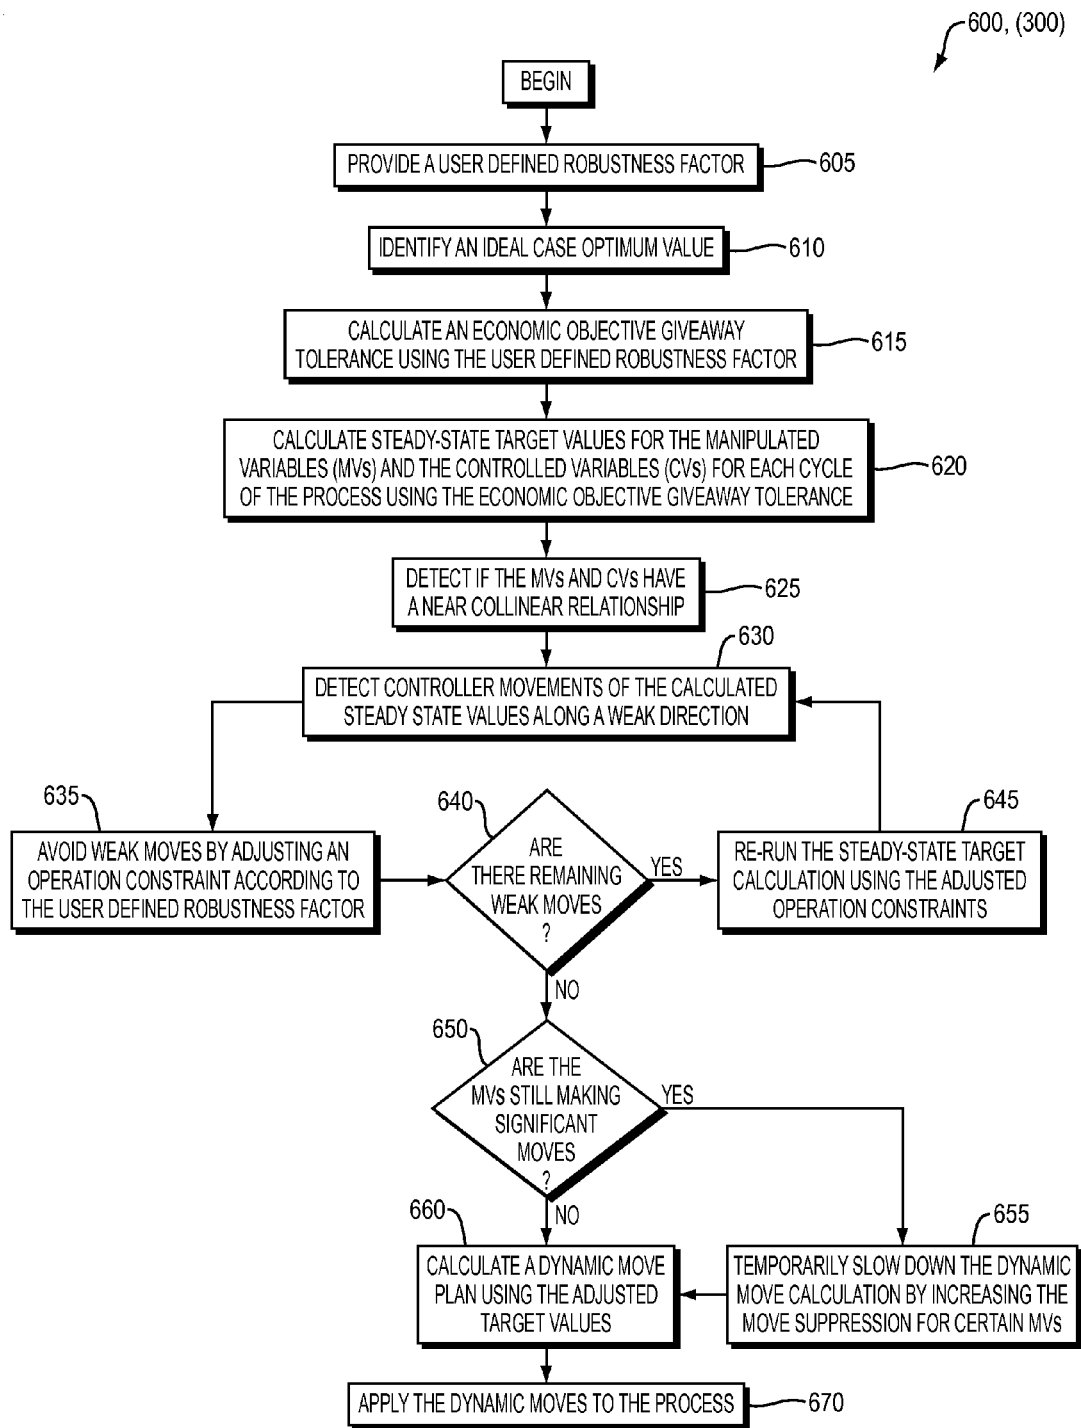 600, (300)
BEGIN
PROVIDE A USER DEFINED ROBUSTNESS FACTOR
605
IDENTIFY AN IDEAL CASE OPTIMUM VALUE
610
CALCULATE AN ECONOMIC OBJECTIVE GIVEAWAY
TOLERANCE USING THE USER DEFINED ROBUSTNESS FACTOR
615
CALCULATE STEADY-STATE TARGET VALUES FOR THE MANIPULATED
VARIABLES (MVs) AND THE CONTROLLED VARIABLES (CVs) FOR EACH CYCLE
OF THE PROCESS USING THE ECONOMIC OBJECTIVE GIVEAWAY TOLERANCE
620
DETECT IF THE MVs AND CVs HAVE
A NEAR COLLINEAR RELATIONSHIP
625
630
DETECT CONTROLLER MOVEMENTS OF THE CALCULATED
STEADY STATE VALUES ALONG A WEAK DIRECTION
635
AVOID WEAK MOVES BY ADJUSTING AN
OPERATION CONSTRAINT ACCORDING TO
THE USER DEFINED ROBUSTNESS FACTOR
640
ARE
THERE REMAINING
WEAK MOVES
?
YES
645
RE-RUN THE STEADY-STATE TARGET
CALCULATION USING THE ADJUSTED
OPERATION CONSTRAINTS
NO
650
ARE THE
MVs STILL MAKING
SIGNIFICANT
MOVES
?
YES
NO
655
TEMPORARILY SLOW DOWN THE DYNAMIC
MOVE CALCULATION BY INCREASING THE
MOVE SUPPRESSION FOR CERTAIN MVs
660
CALCULATE A DYNAMIC MOVE
PLAN USING THE ADJUSTED
TARGET VALUES
APPLY THE DYNAMIC MOVES TO THE PROCESS
670